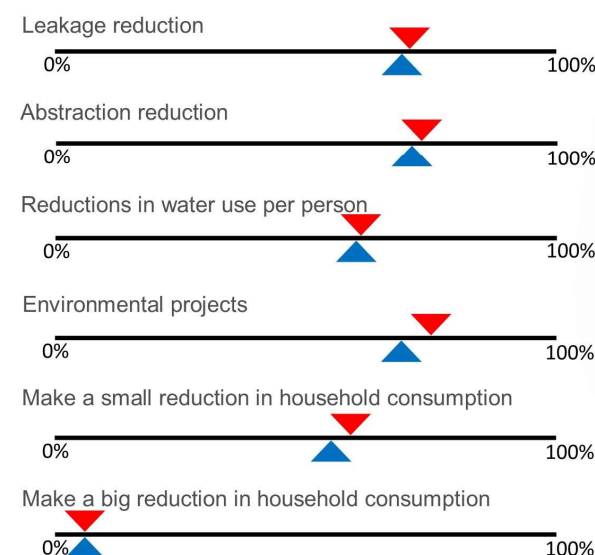 Leakage reduction
0% 100%
Abstraction reduction
0% 100%
Reductions in water use per person
0% 100%
Environmental projects
0% 100%
Make a small reduction in household consumption
0% 100%
Make a big reduction in household consumption
0% 100%